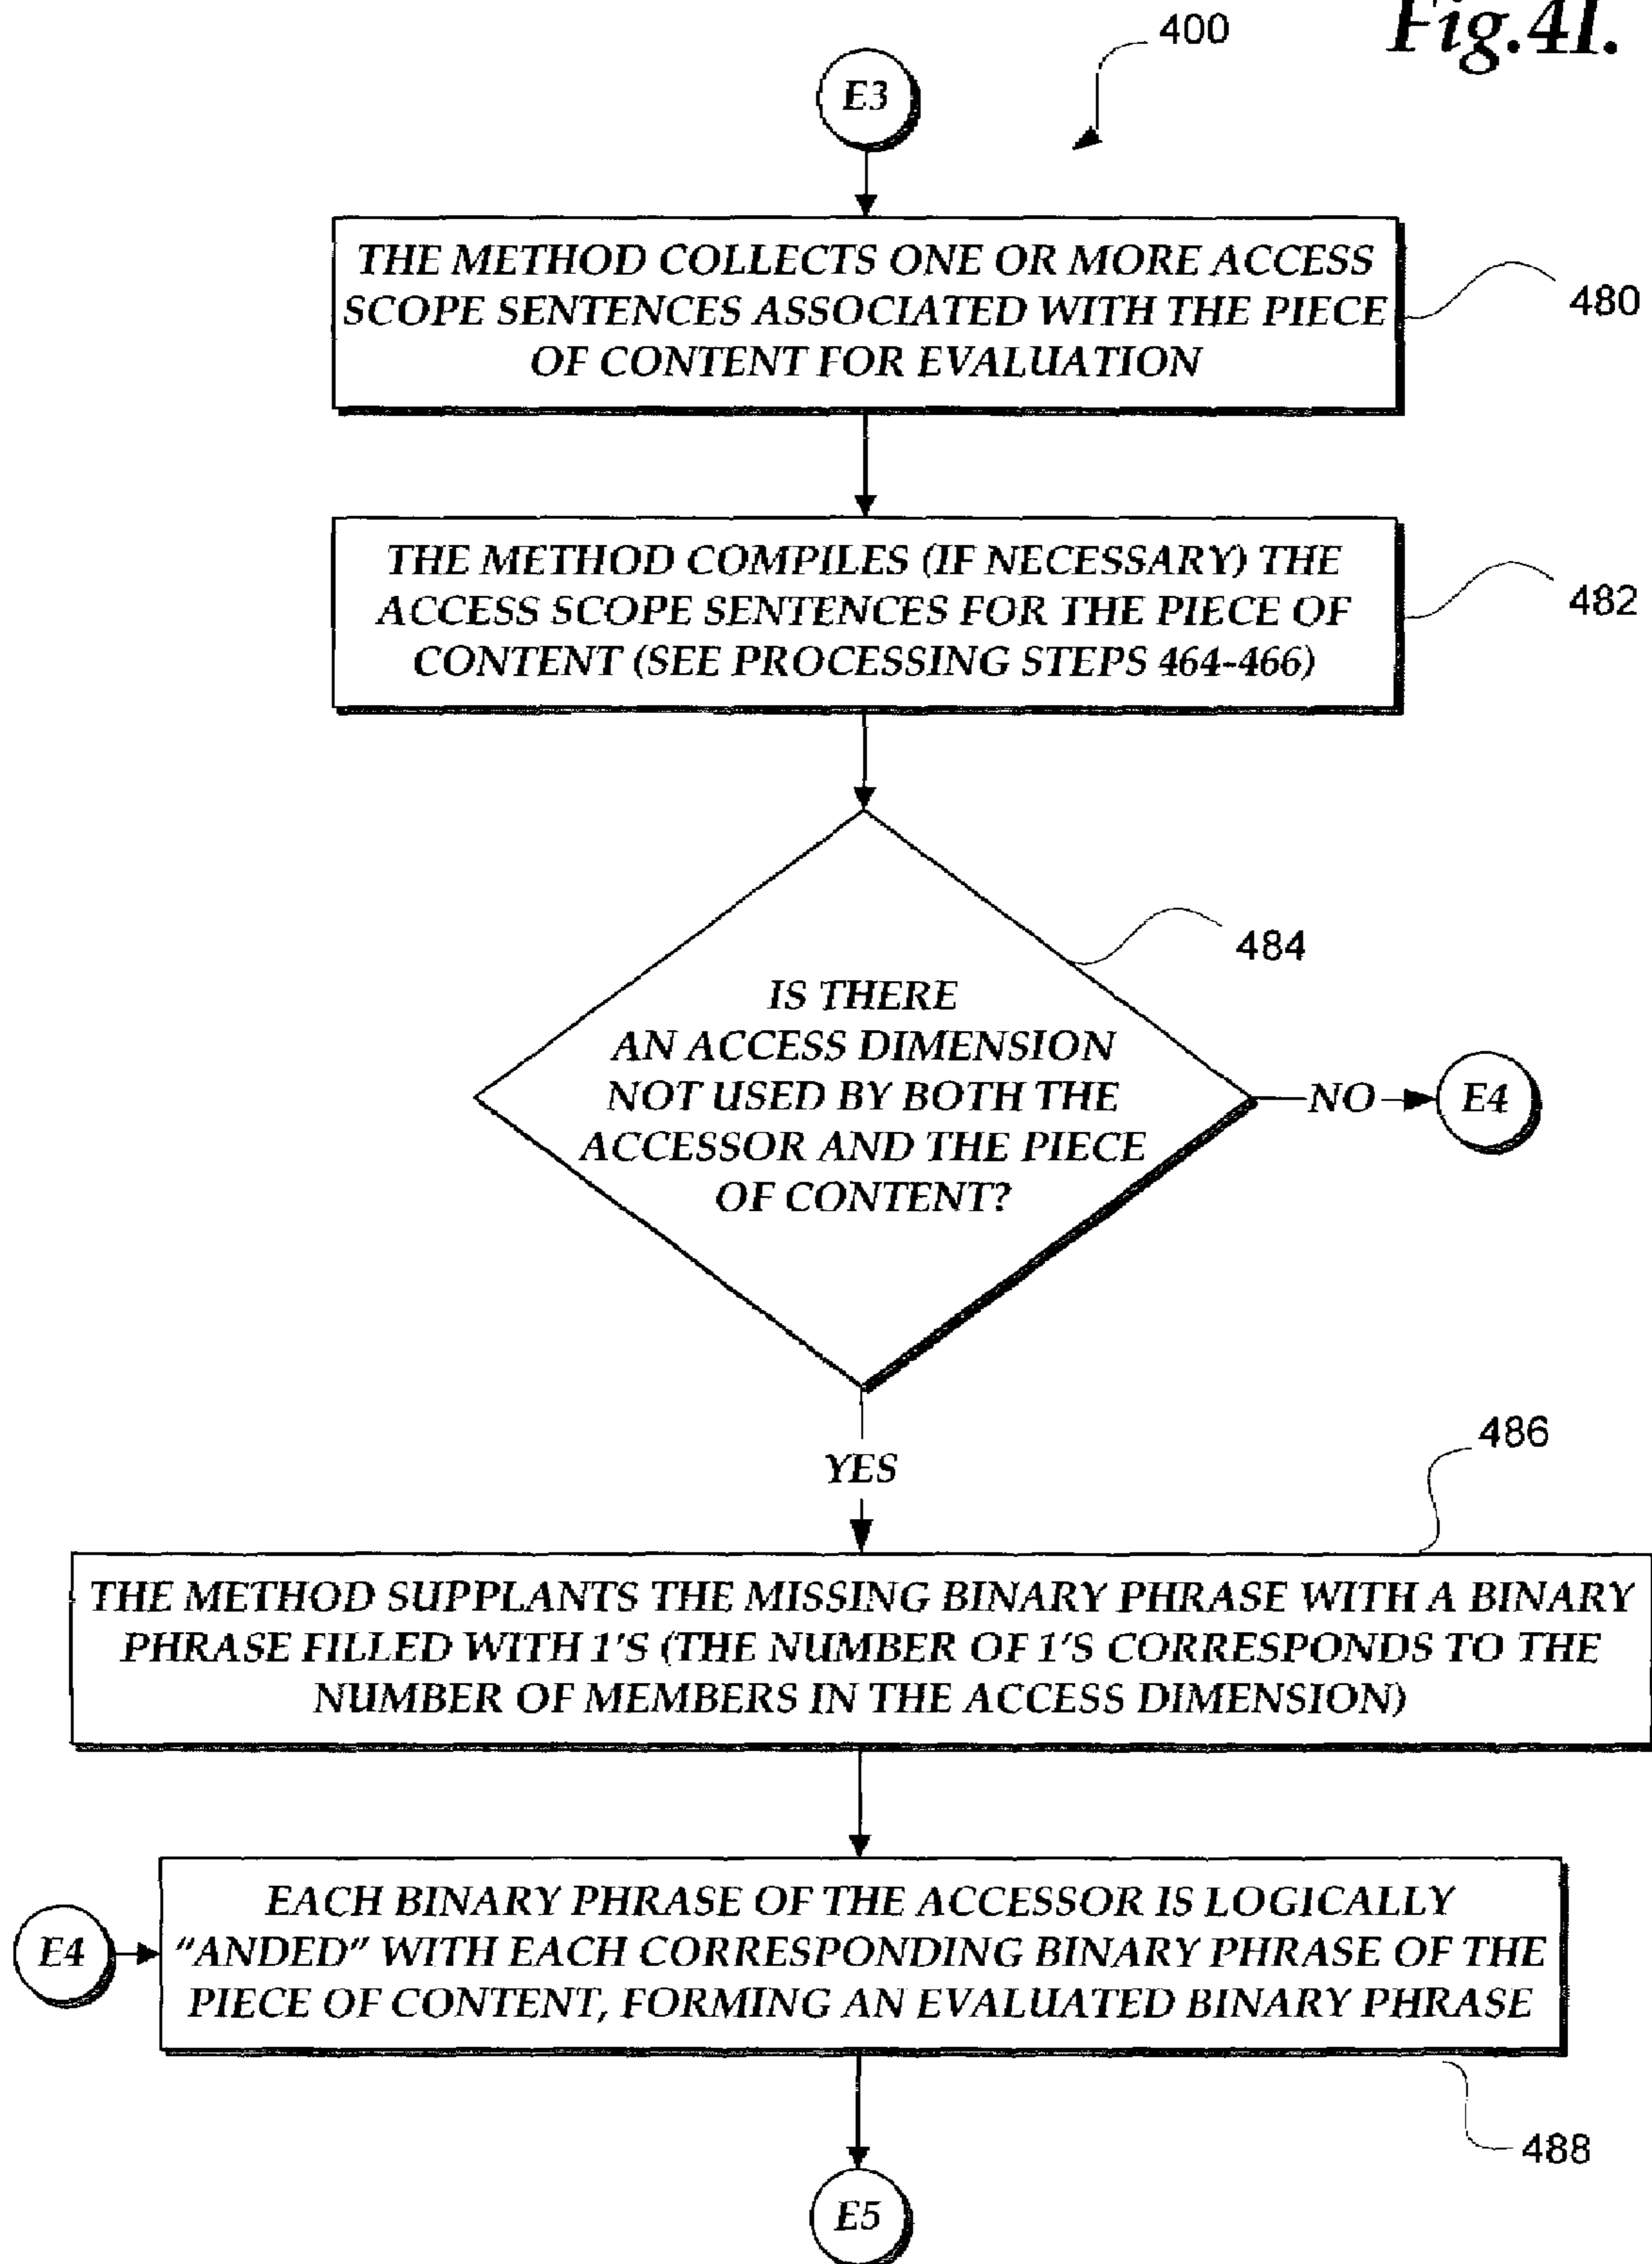 Fig.4I.
400
E3
THE METHOD COLLECTS ONE OR MORE ACCESS
SCOPE SENTENCES ASSOCIATED WITH THE PIECE
OF CONTENT FOR EVALUATION
480
THE METHOD COMPILES (IF NECESSARY) THE
ACCESS SCOPE SENTENCES FOR THE PIECE OF
CONTENT (SEE PROCESSING STEPS 464-466)
482
484
IS THERE
AN ACCESS DIMENSION
NOT USED BY BOTH THE
ACCESSOR AND THE PIECE
OF CONTENT?
NO
E4
YES
486
THE METHOD SUPPLANTS THE MISSING BINARY PHRASE WITH A BINARY
PHRASE FILLED WITH 1'S (THE NUMBER OF 1'S CORRESPONDS TO THE
NUMBER OF MEMBERS IN THE ACCESS DIMENSION)
E4
EACH BINARY PHRASE OF THE ACCESSOR IS LOGICALLY
"ANDED" WITH EACH CORRESPONDING BINARY PHRASE OF THE
PIECE OF CONTENT, FORMING AN EVALUATED BINARY PHRASE
488
E5